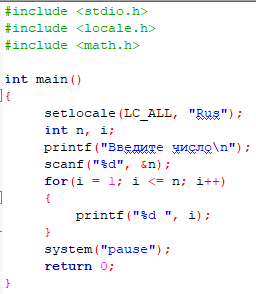 #include <stdio.h>
#include <locale.h>
#include <math.h>
int main()
{
setlocale(LC_ALL, "Rus");
int n, i;
printf("Введите число\n");
scanf("%d", &n);
for(i = 1; i <= n; i++)
{
printf("%d ", i);
}
system("pause");
return 0;
}